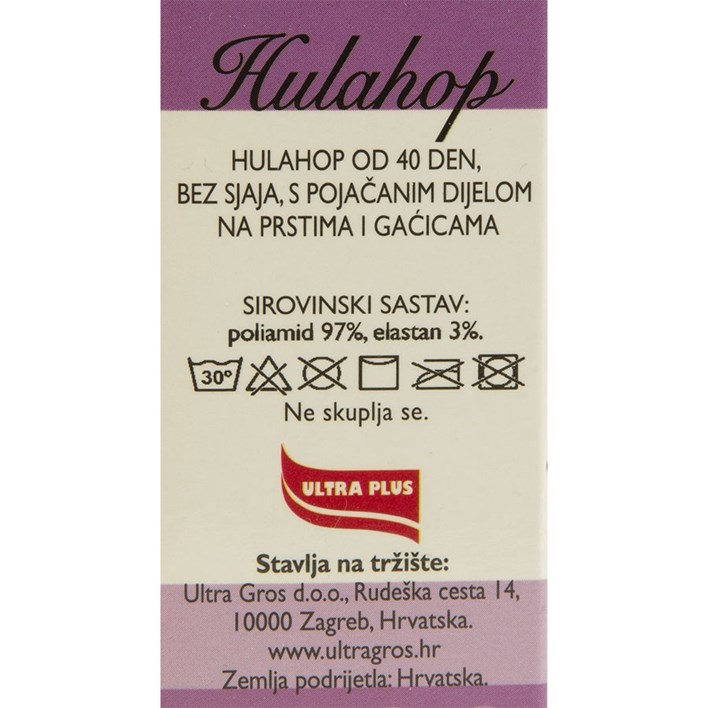 Hulahop
HULAHOP OD 40 DEN,
BEZ SJAJA, S POJAČANIM DIJELOM
NA PRSTIMA I GAĆICAMA
SIROVINSKI SASTAV:
poliamid 97%, elastan 3%.
30°
Ne skuplja se.
ULTRA PLUS
Stavlja na tržište:
Ultra Gros d.o.o., Rudeška cesta 14,
10000 Zagreb, Hrvatska.
www.ultragros.hr
Zemlja podrijetla: Hrvatska.